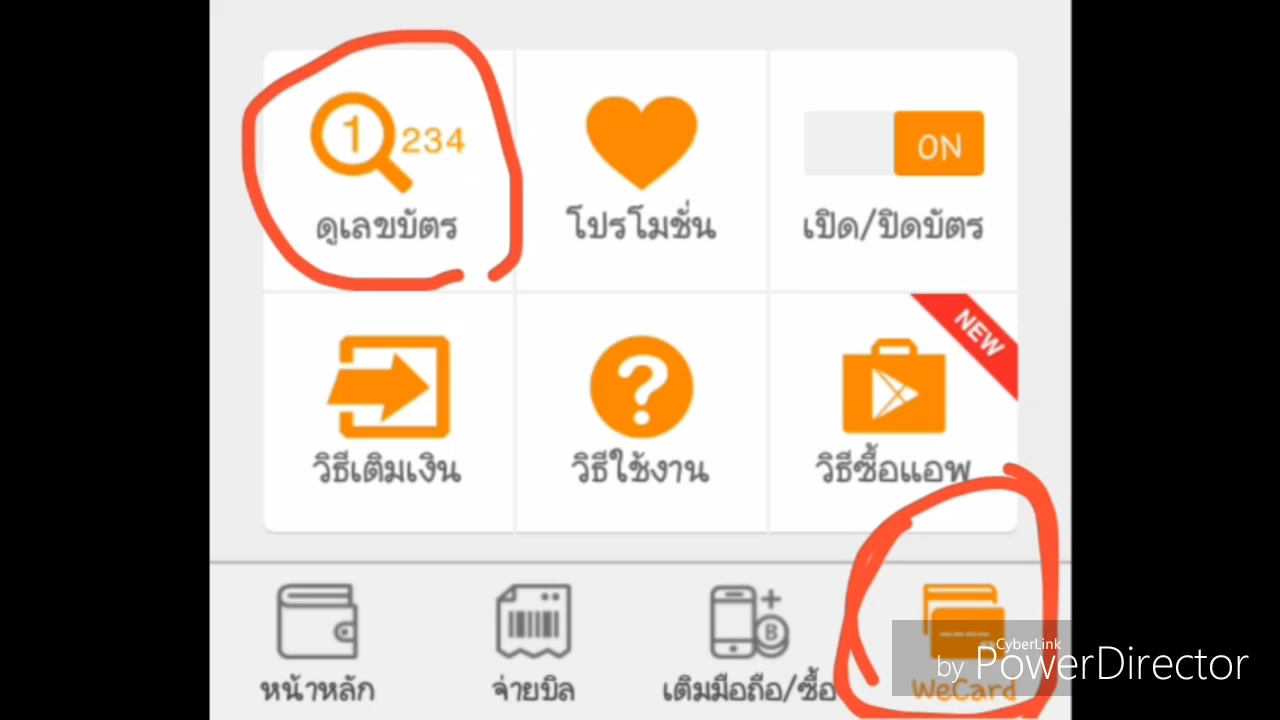 1234
ดูเลขบัตร
โปรโมชั่น
ON
เปิด/ปิดบัตร
วิธีเติมเงิน
?
วิธีใช้งาน
NEW
วิธีซื้อแอพ
หน้าหลัก
จ่ายบิล
B
เติมมือถือ/ซื้อ
WeCard
CyberLink
by PowerDirector